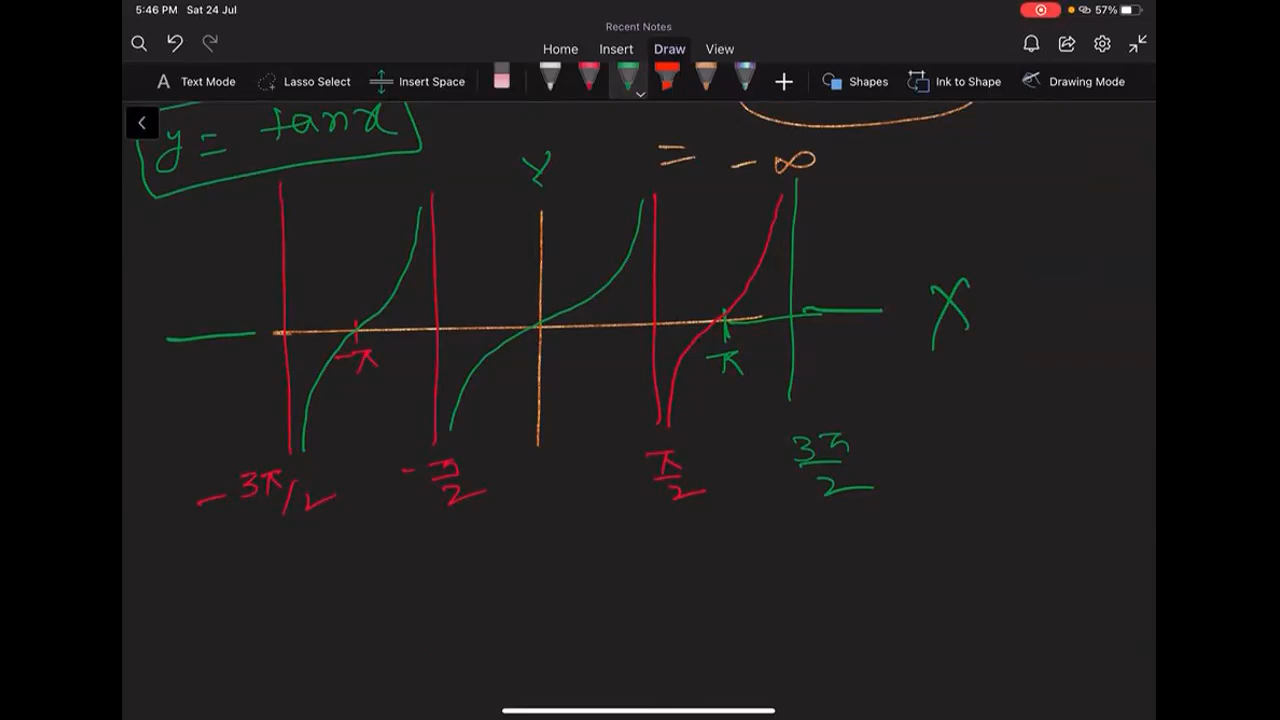 5:46 PM Sat 24 Jul
57%
Recent Notes
Home Insert Draw View
Text Mode Lasso Select Insert Space Shapes Ink to Shape Drawing Mode
y = tan x
= - ∞
Y
X
-π
π
-3π/2
-π/2
π/2
3π/2